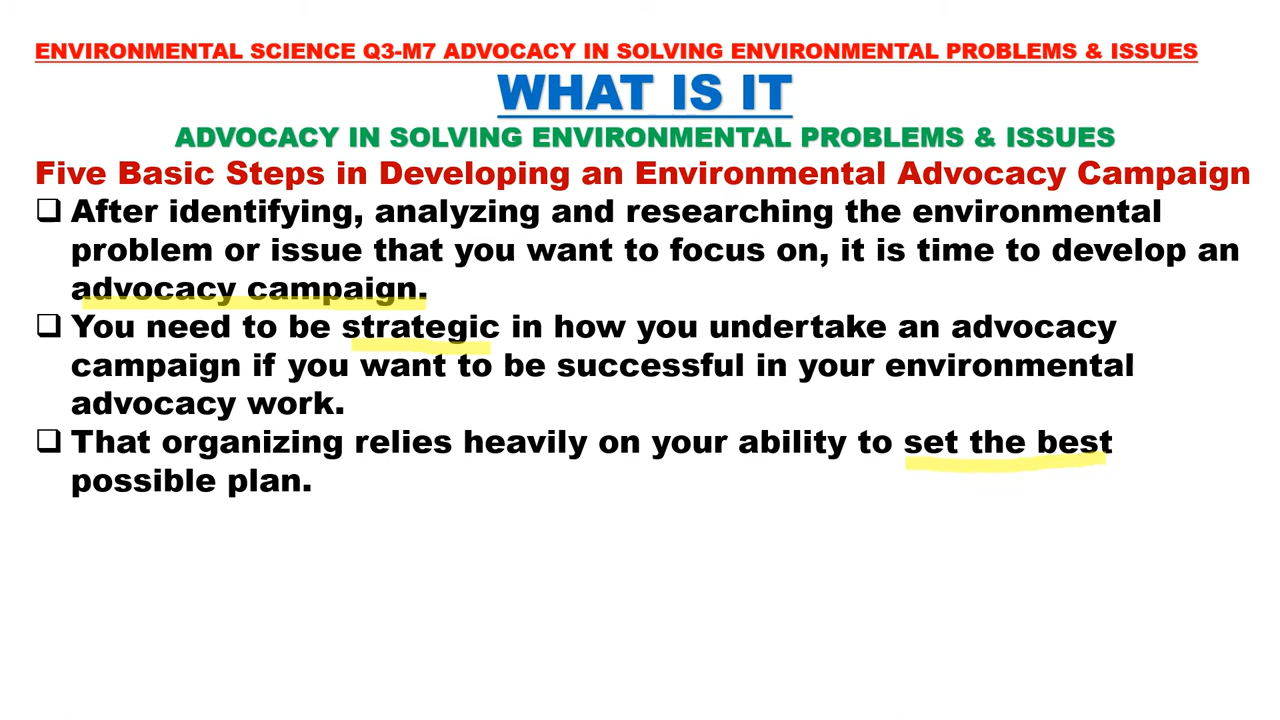 ENVIRONMENTAL SCIENCE Q3-M7 ADVOCACY IN SOLVING ENVIRONMENTAL PROBLEMS & ISSUES
WHAT IS IT
ADVOCACY IN SOLVING ENVIRONMENTAL PROBLEMS & ISSUES
Five Basic Steps in Developing an Environmental Advocacy Campaign
❑ After identifying, analyzing and researching the environmental
problem or issue that you want to focus on, it is time to develop an
advocacy campaign.
❑ You need to be strategic in how you undertake an advocacy
campaign if you want to be successful in your environmental
advocacy work.
❑ That organizing relies heavily on your ability to set the best
possible plan.